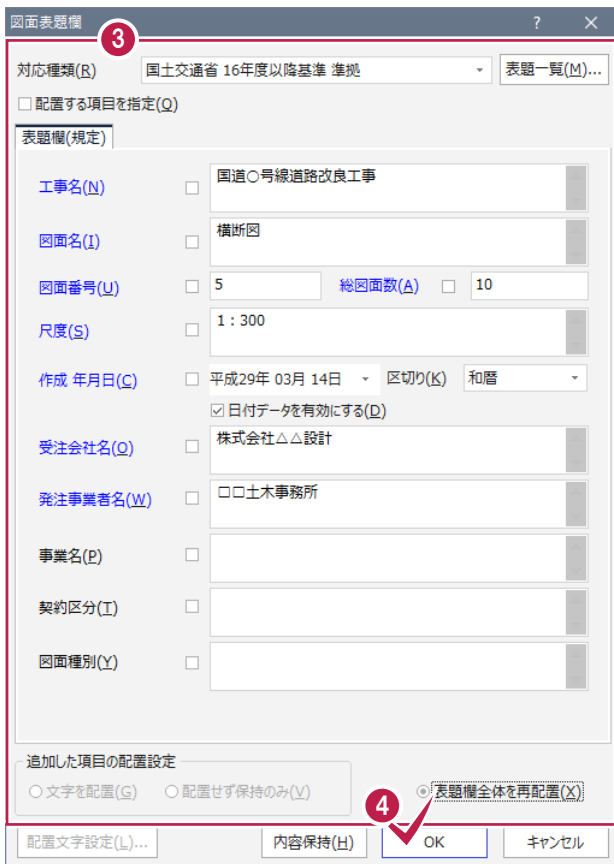 図面表題欄 ? ×
3
対応種類(R) 国土交通省 16年度以降基準 準拠 表題一覧(M)...
配置する項目を指定(Q)
表題欄(規定)
工事名(N) 国道○号線道路改良工事
図面名(I) 横断図
図面番号(U) 5 総図面数(A) 10
尺度(S) 1：300
作成 年月日(C) 平成29年 03月 14日 区切り(K) 和暦
日付データを有効にする(D)
受注会社名(O) 株式会社△△設計
発注事業者名(W) □□土木事務所
事業名(P)
契約区分(T)
図面種別(Y)
追加した項目の配置設定
文字を配置(G) 配置せず保持のみ(V) 表題欄全体を再配置(X)
4
配置文字設定(L)... 内容保持(H) OK キャンセル